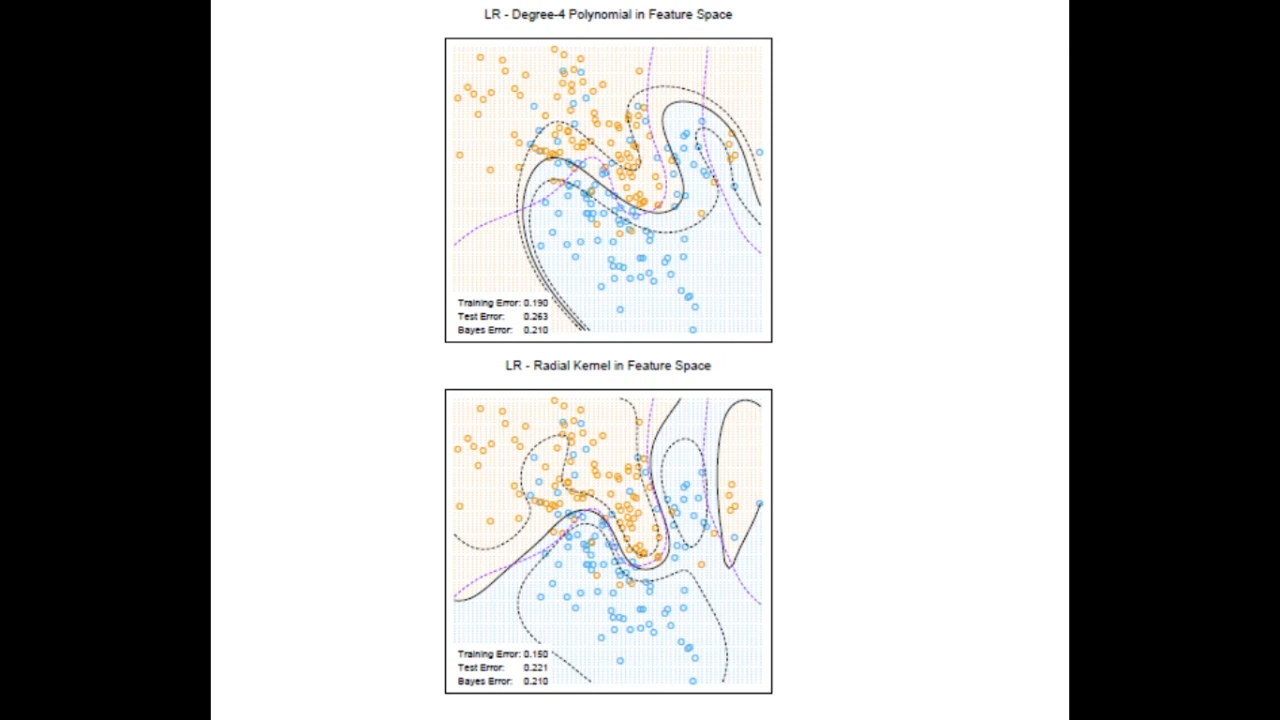 LR - Degree-4 Polynomial in Feature Space
Training Error: 0.190
Test Error: 0.263
Bayes Error: 0.210
LR - Radial Kernel in Feature Space
Training Error: 0.150
Test Error: 0.221
Bayes Error: 0.210